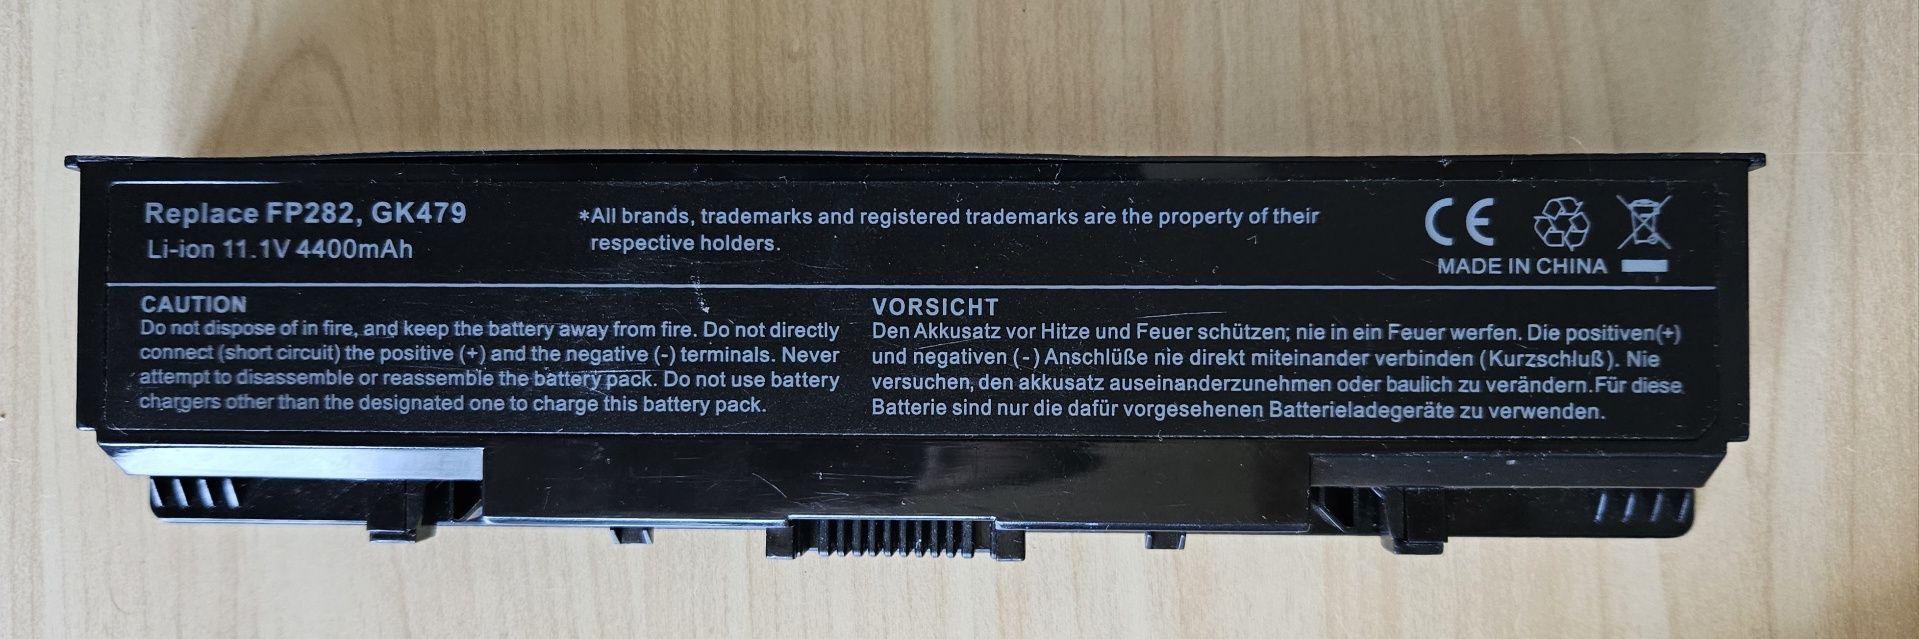 Replace FP282, GK479
Li-ion 11.1V 4400mAh
*All brands, trademarks and registered trademarks are the property of their
respective holders.
CE
MADE IN CHINA
CAUTION
Do not dispose of in fire, and keep the battery away from fire. Do not directly
connect (short circuit) the positive (+) and the negative (-) terminals. Never
attempt to disassemble or reassemble the battery pack. Do not use battery
chargers other than the designated one to charge this battery pack.
VORSICHT
Den Akkusatz vor Hitze und Feuer schützen; nie in ein Feuer werfen. Die positiven(+)
und negativen (-) Anschlüße nie direkt miteinander verbinden (Kurzschluß). Nie
versuchen, den akkusatz auseinanderzunehmen oder baulich zu verändern.Für diese
Batterie sind nur die dafür vorgesehenen Batterieladegeräte zu verwenden.